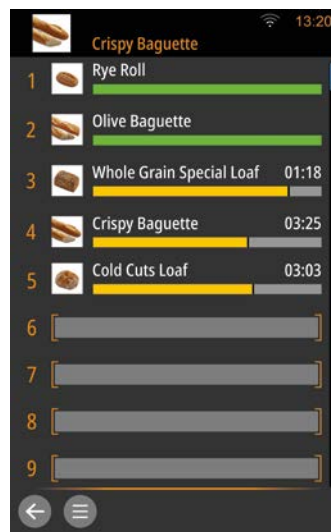 13:20
Crispy Baguette
1 Rye Roll
2 Olive Baguette
3 Whole Grain Special Loaf 01:18
4 Crispy Baguette 03:25
5 Cold Cuts Loaf 03:03
6
7
8
9